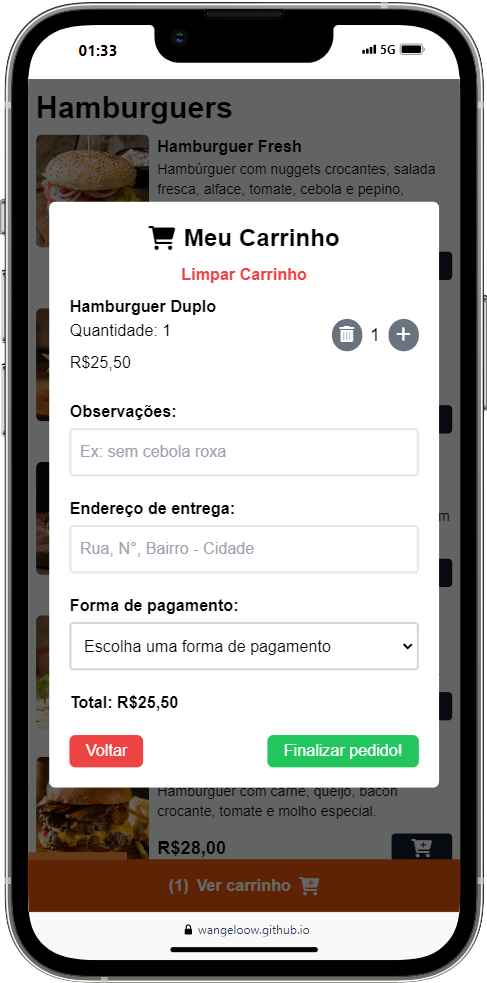 01:33
5G
Hamburguers
Hamburguer Fresh
Hambúrguer com nuggets crocantes, salada
fresca, alface, tomate, cebola e pepino,
Meu Carrinho
Limpar Carrinho
Hamburguer Duplo
Quantidade: 1
1
R$25,50
Observações:
Ex: sem cebola roxa
Endereço de entrega:
m
Rua, N°, Bairro - Cidade
Forma de pagamento:
Escolha uma forma de pagamento
Total: R$25,50
Voltar
Finalizar pedido!
Hambúrguer com carne, queijo, bacon
crocante, tomate e molho especial.
R$28,00
(1) Ver carrinho
wangeloow.github.io